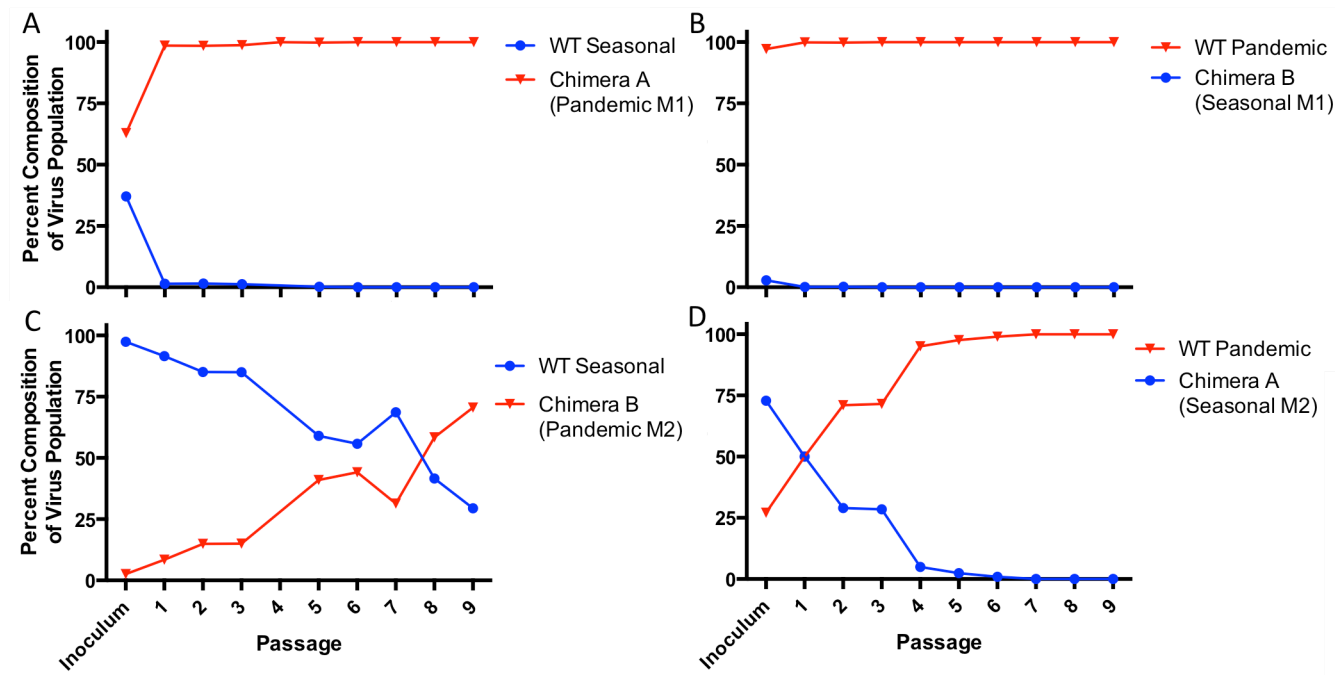 A
Percent Composition
of Virus Population
100
75
50
25
0
WT Seasonal
Chimera A
(Pandemic M1)
B
100
75
50
25
0
WT Pandemic
Chimera B
(Seasonal M1)
C
Percent Composition
of Virus Population
100
75
50
25
0
Inoculum 1 2 3 4 5 6 7 8 9
Passage
WT Seasonal
Chimera B
(Pandemic M2)
D
100
75
50
25
0
Inoculum 1 2 3 4 5 6 7 8 9
Passage
WT Pandemic
Chimera A
(Seasonal M2)